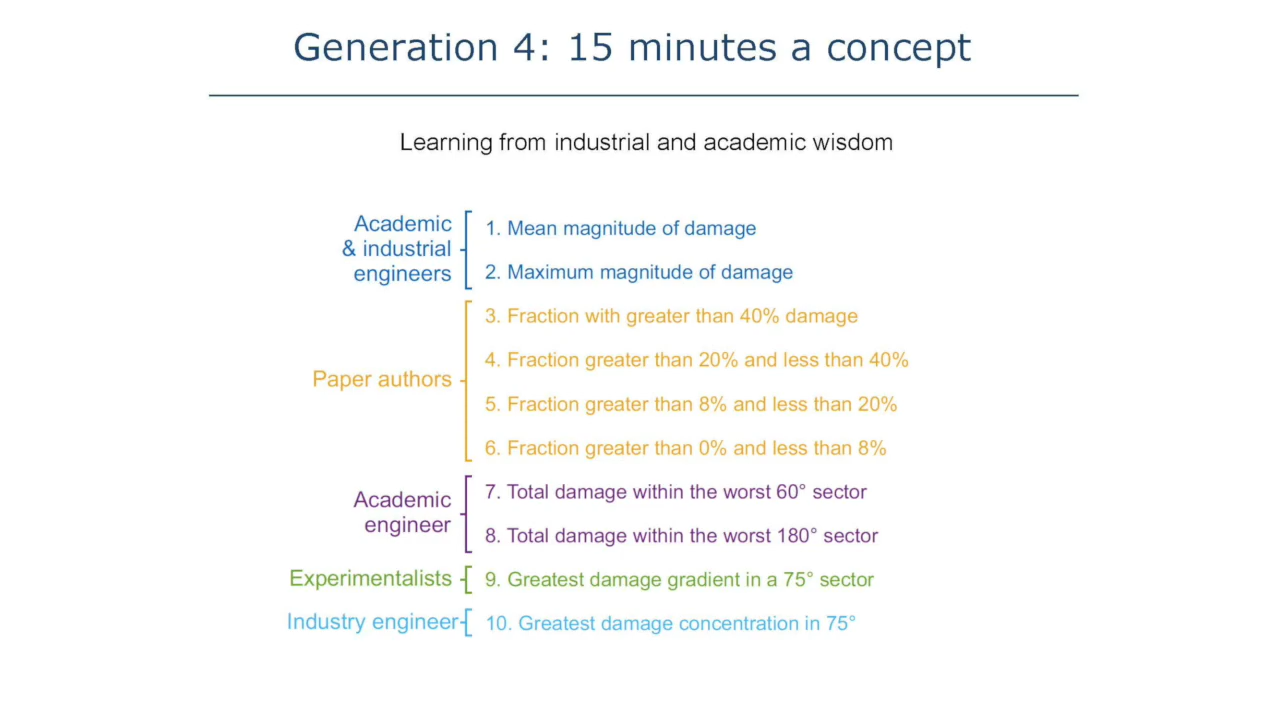 Generation 4: 15 minutes a concept
Learning from industrial and academic wisdom
Academic
& industrial
engineers
1. Mean magnitude of damage
2. Maximum magnitude of damage
Paper authors
3. Fraction with greater than 40% damage
4. Fraction greater than 20% and less than 40%
5. Fraction greater than 8% and less than 20%
6. Fraction greater than 0% and less than 8%
Academic
engineer
7. Total damage within the worst 60° sector
8. Total damage within the worst 180° sector
Experimentalists
9. Greatest damage gradient in a 75° sector
Industry engineer
10. Greatest damage concentration in 75°